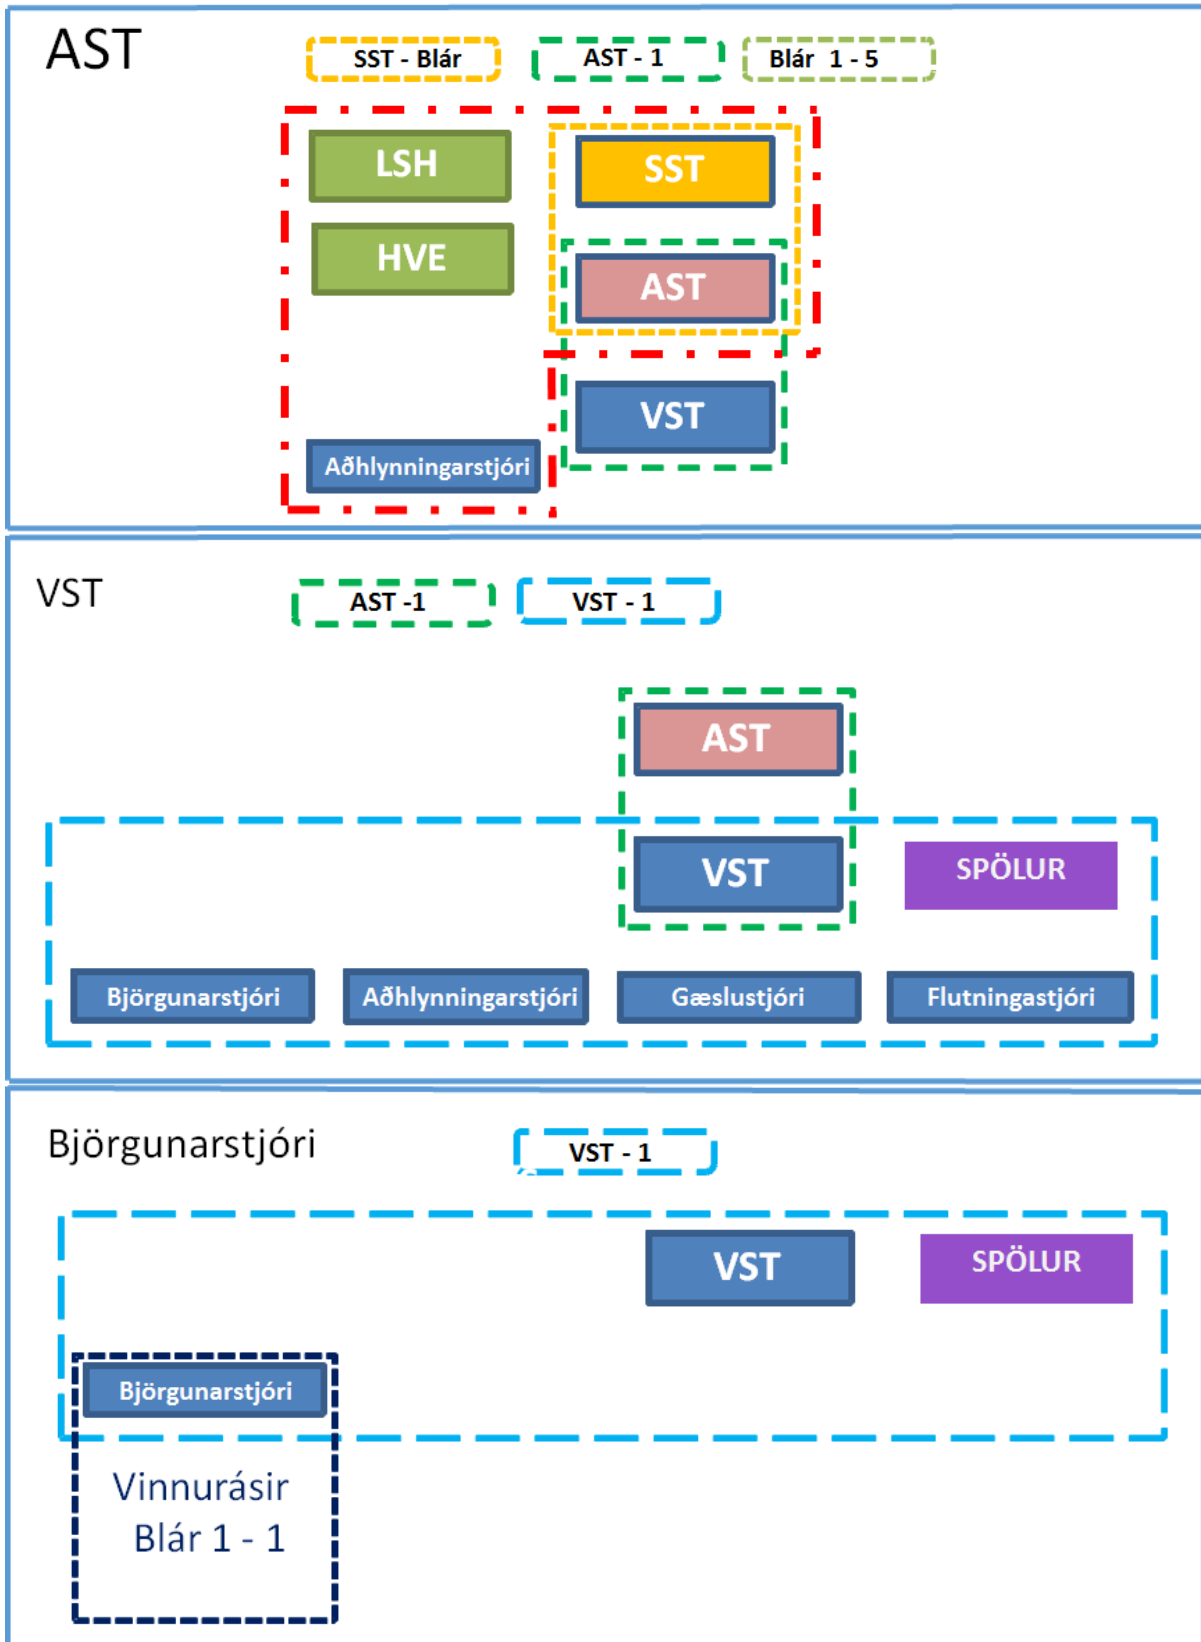 AST
SST - Blár
AST - 1
Blár 1 - 5
LSH
SST
HVE
AST
VST
Aðhlynningarstjóri
VST
AST -1
VST - 1
AST
VST
SPÖLUR
Björgunarstjóri
Aðhlynningarstjóri
Gæslustjóri
Flutningastjóri
Björgunarstjóri
VST - 1
VST
SPÖLUR
Björgunarstjóri
Vinnurásir
Blár 1 - 1